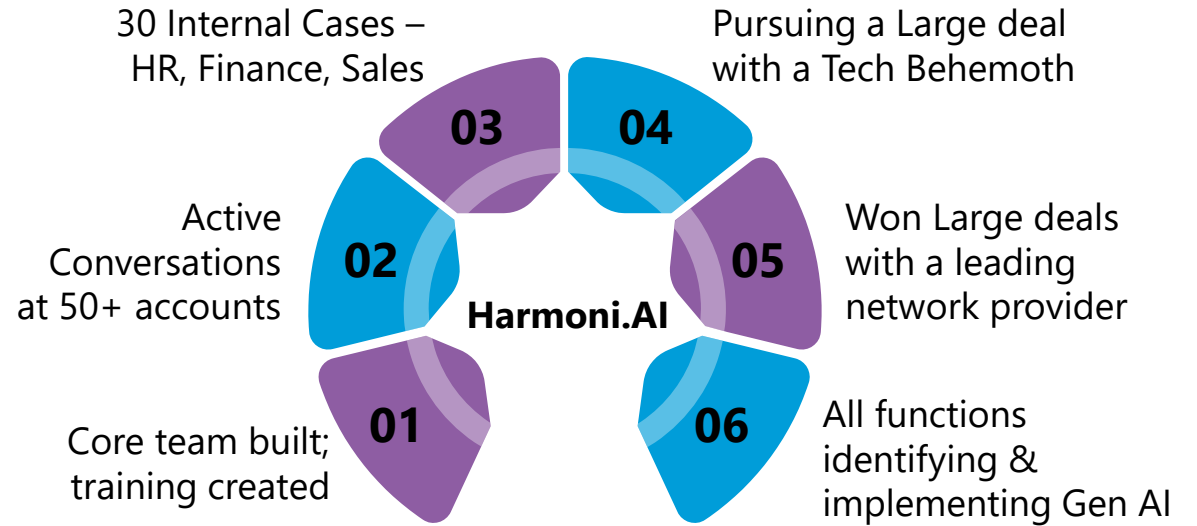 30 Internal Cases –
HR, Finance, Sales
Pursuing a Large deal
with a Tech Behemoth
03
04
Active
Conversations
at 50+ accounts
02
05
Won Large deals
with a leading
network provider
Harmoni.AI
Core team built;
training created
01
06
All functions
identifying &
implementing Gen AI